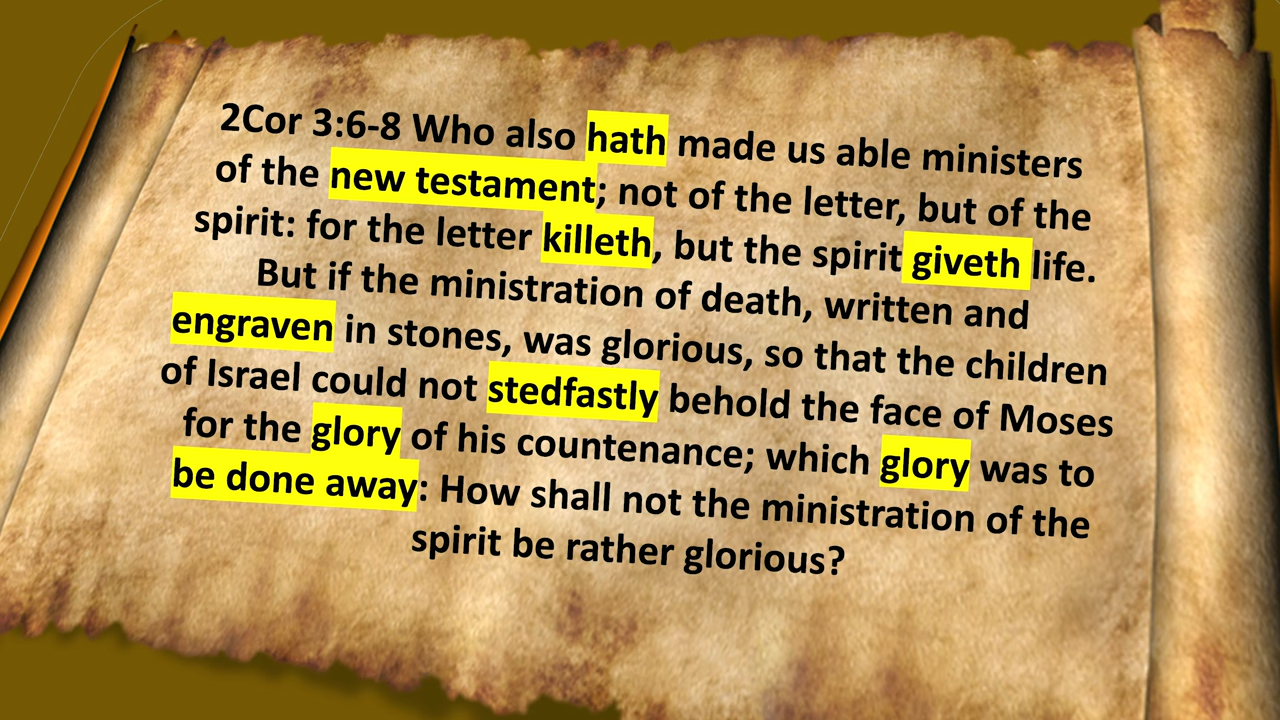 2Cor 3:6-8 Who also hath made us able ministers
of the new testament; not of the letter, but of the
spirit: for the letter killeth, but the spirit giveth life.
But if the ministration of death, written and
engraven in stones, was glorious, so that the children
of Israel could not stedfastly behold the face of Moses
for the glory of his countenance; which glory was to
be done away: How shall not the ministration of the
spirit be rather glorious?